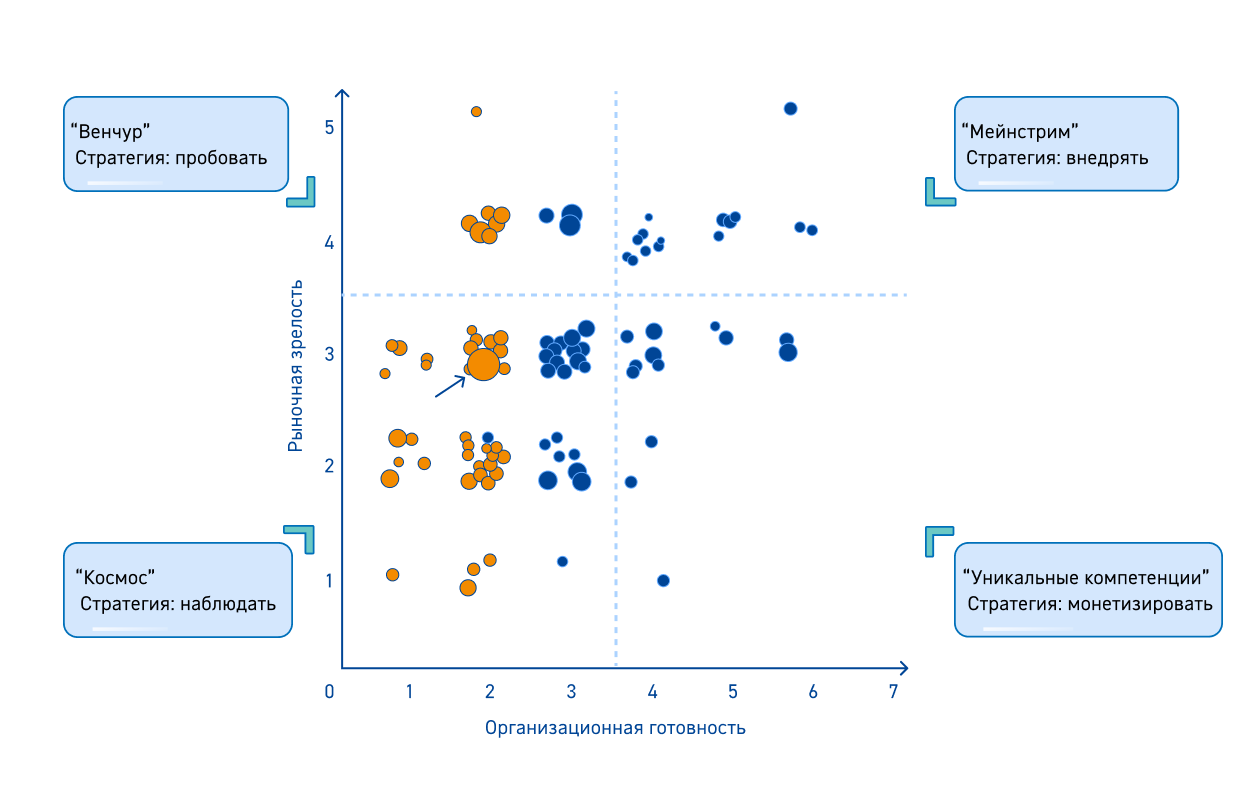 “Венчур”
Стратегия: пробовать
“Мейнстрим”
Стратегия: внедрять
5
4
3
2
1
Рыночная зрелость
“Космос”
Стратегия: наблюдать
“Уникальные компетенции”
Стратегия: монетизировать
0 1 2 3 4 5 6 7
Организационная готовность